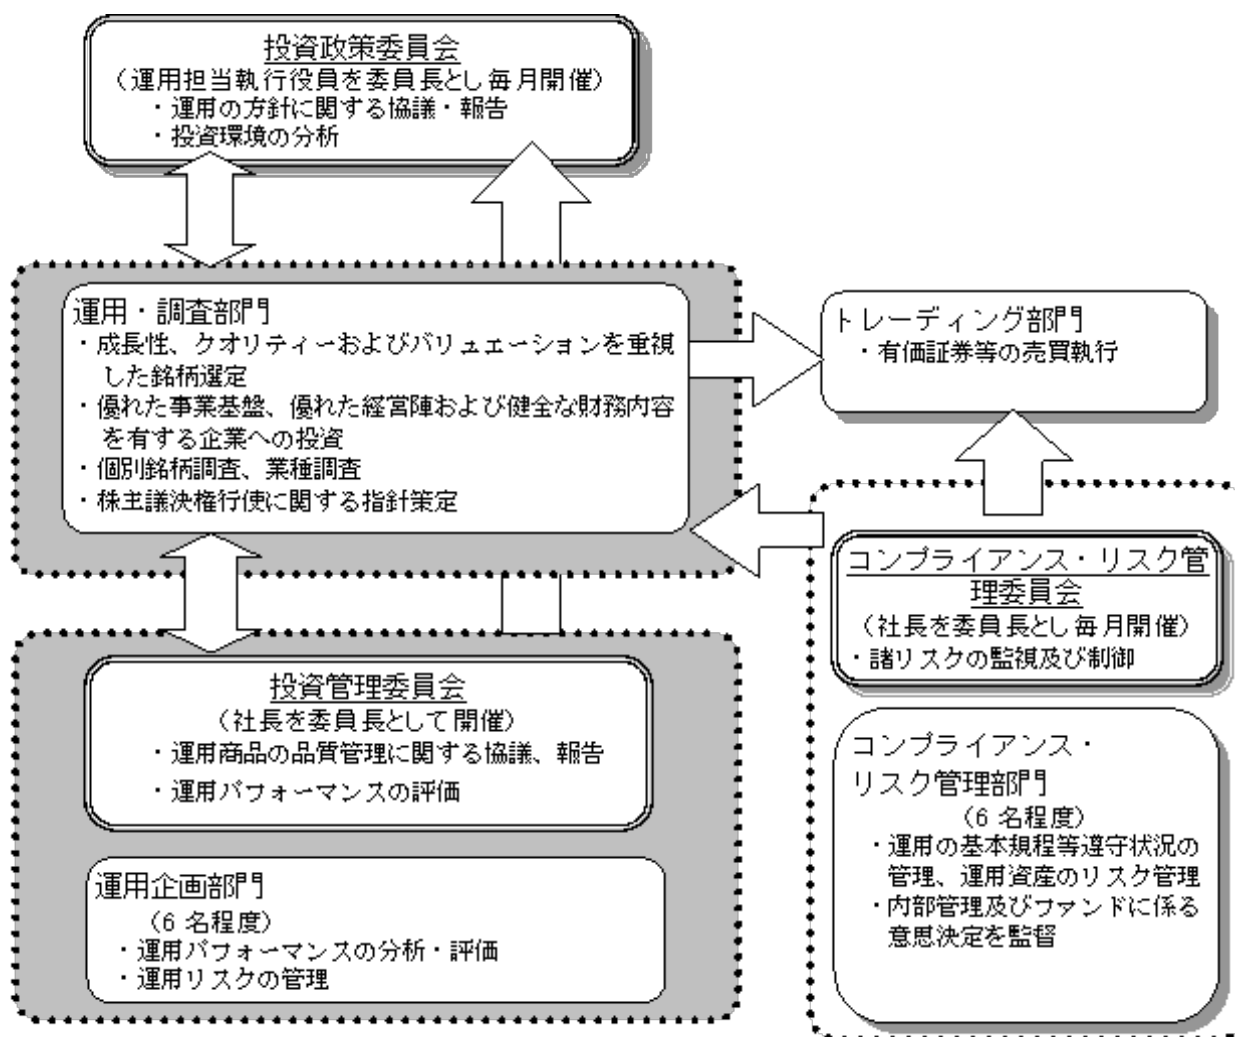 投資政策委員会
（運用担当執行役員を委員長とし毎月開催）
・運用の方針に関する協議・報告
・投資環境の分析
運用・調査部門
・成長性、クオリティーおよびバリュエーションを重視
した銘柄選定
・優れた事業基盤、優れた経営陣および健全な財務内容
を有する企業への投資
・個別銘柄調査、業種調査
・株主議決権行使に関する指針策定
トレーディング部門
・有価証券等の売買執行
投資管理委員会
（社長を委員長として開催）
・運用商品の品質管理に関する協議、報告
・運用パフォーマンスの評価
運用企画部門
（6 名程度）
・運用パフォーマンスの分析・評価
・運用リスクの管理
コンプライアンス・リスク管
理委員会
（社長を委員長とし毎月開催）
・諸リスクの監視及び制御
コンプライアンス・
リスク管理部門
（6 名程度）
・運用の基本規程等遵守状況の
管理、運用資産のリスク管理
・内部管理及びファンドに係る
意思決定を監督